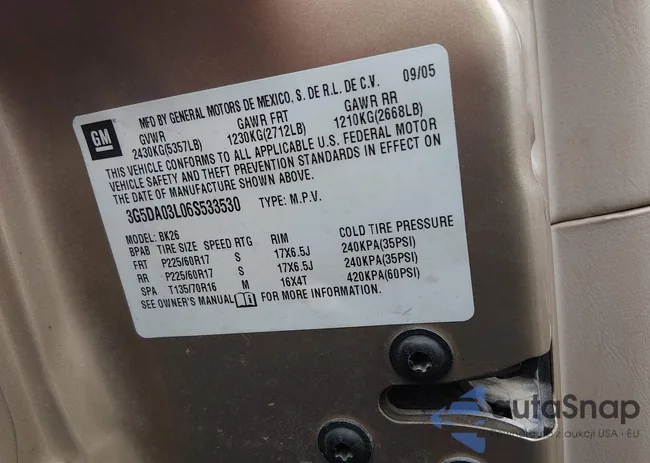 GM
MFD BY GENERAL MOTORS DE MEXICO, S. DE R.L. DE C.V. 09/05
GVWR GAWR FRT GAWR RR
2430KG(5357LB) 1230KG(2712LB) 1210KG(2668LB)
THIS VEHICLE CONFORMS TO ALL APPLICABLE U.S. FEDERAL MOTOR
VEHICLE SAFETY AND THEFT PREVENTION STANDARDS IN EFFECT ON
THE DATE OF MANUFACTURE SHOWN ABOVE.
3G5DA03L06S533530 TYPE: M.P.V.
MODEL: BK26
BPAB TIRE SIZE SPEED RTG RIM COLD TIRE PRESSURE
FRT P225/60R17 S 17X6.5J 240KPA(35PSI)
RR P225/60R17 S 17X6.5J 240KPA(35PSI)
SPA T135/70R16 M 16X4T 420KPA(60PSI)
SEE OWNER'S MANUAL FOR MORE INFORMATION.
autoSnap
z aukcji USA i EU